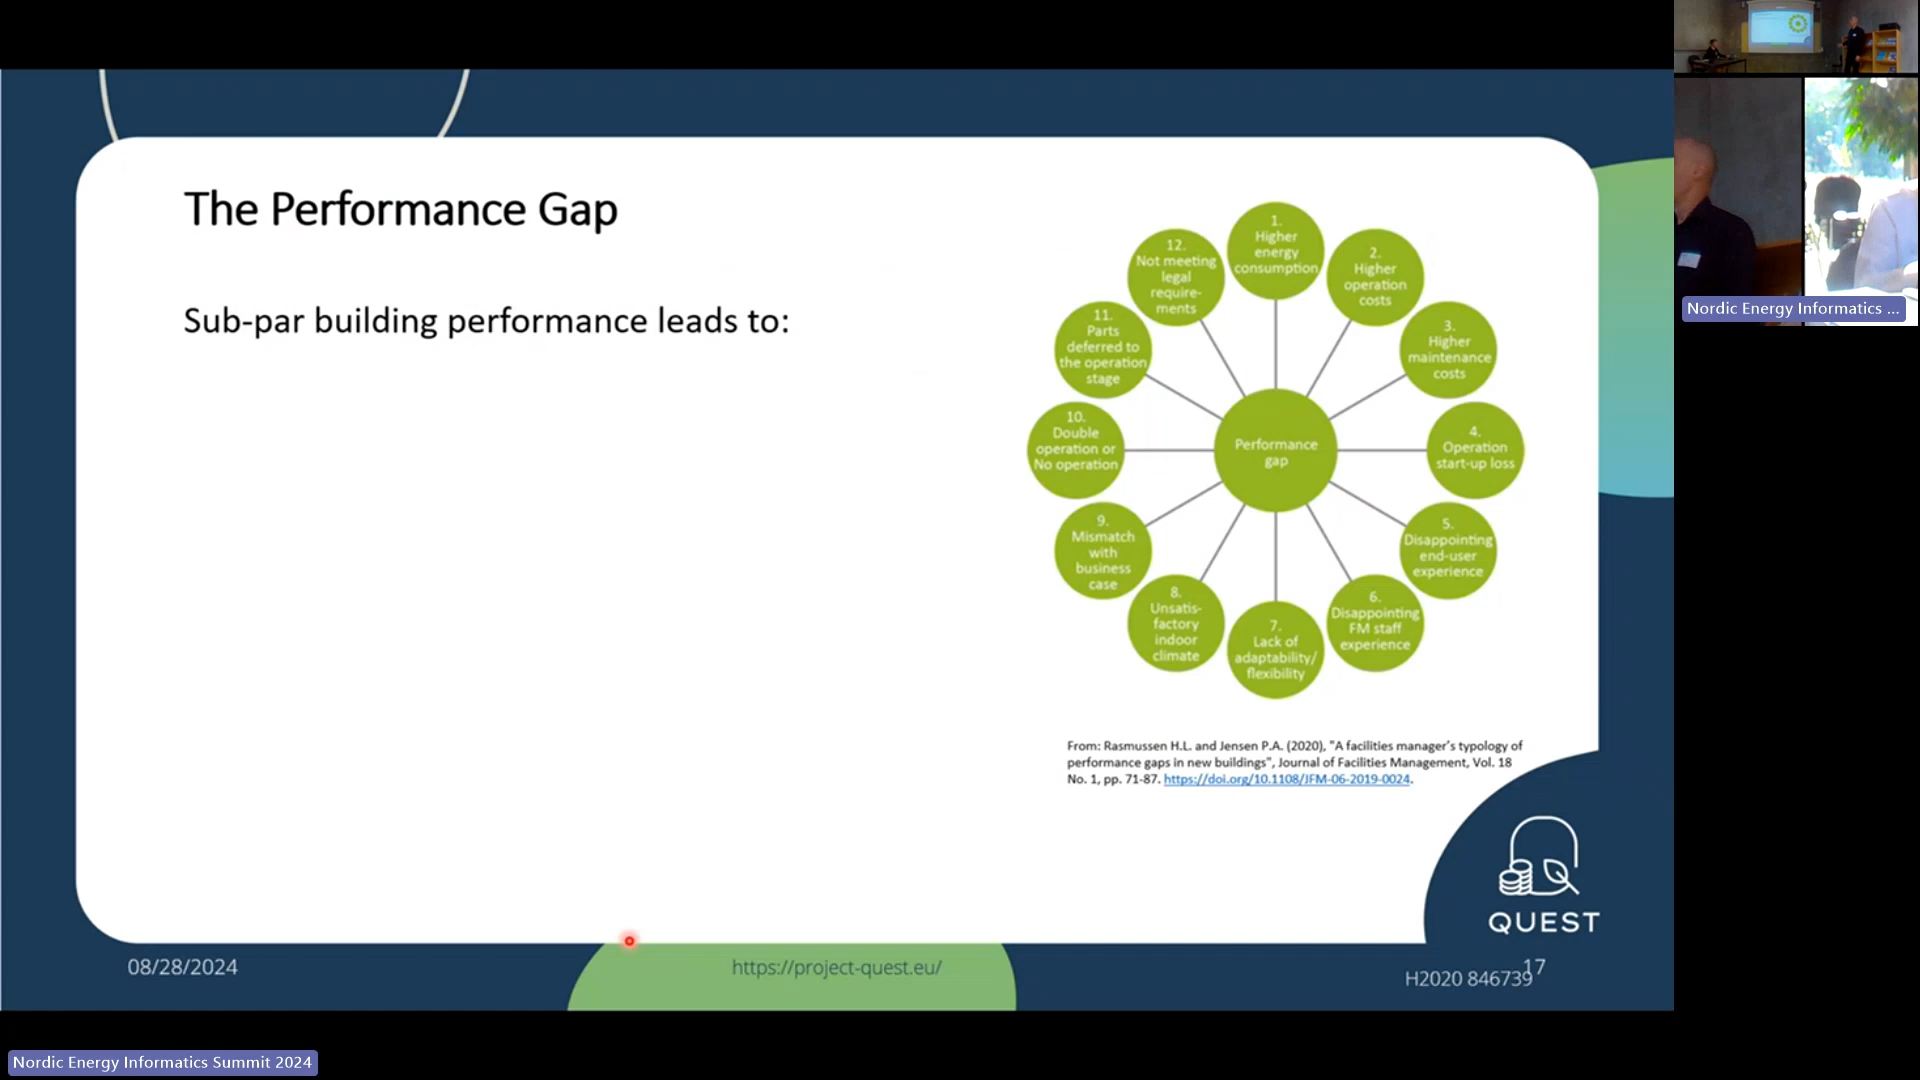 The Performance Gap
Sub-par building performance leads to:
1.
Higher
energy
consumption
2.
Higher
operation
costs
3.
Higher
maintenance
costs
4.
Operation
start-up loss
5.
Disappointing
end-user
experience
6.
Disappointing
FM staff
experience
7.
Lack of
adaptability/
flexibility
8.
Unsatis-
factory
indoor
climate
9.
Mismatch
with
business
case
10.
Double
operation or
No operation
11.
Parts
deferred to
the operation
stage
12.
Not meeting
legal
require-
ments
Performance
gap
From: Rasmussen H.L. and Jensen P.A. (2020), "A facilities manager's typology of
performance gaps in new buildings", Journal of Facilities Management, Vol. 18
No. 1, pp. 71-87. https://doi.org/10.1108/JFM-06-2019-0024.
QUEST
08/28/2024
https://project-quest.eu/
17
H2020 846739
Nordic Energy Informatics ...
Nordic Energy Informatics Summit 2024